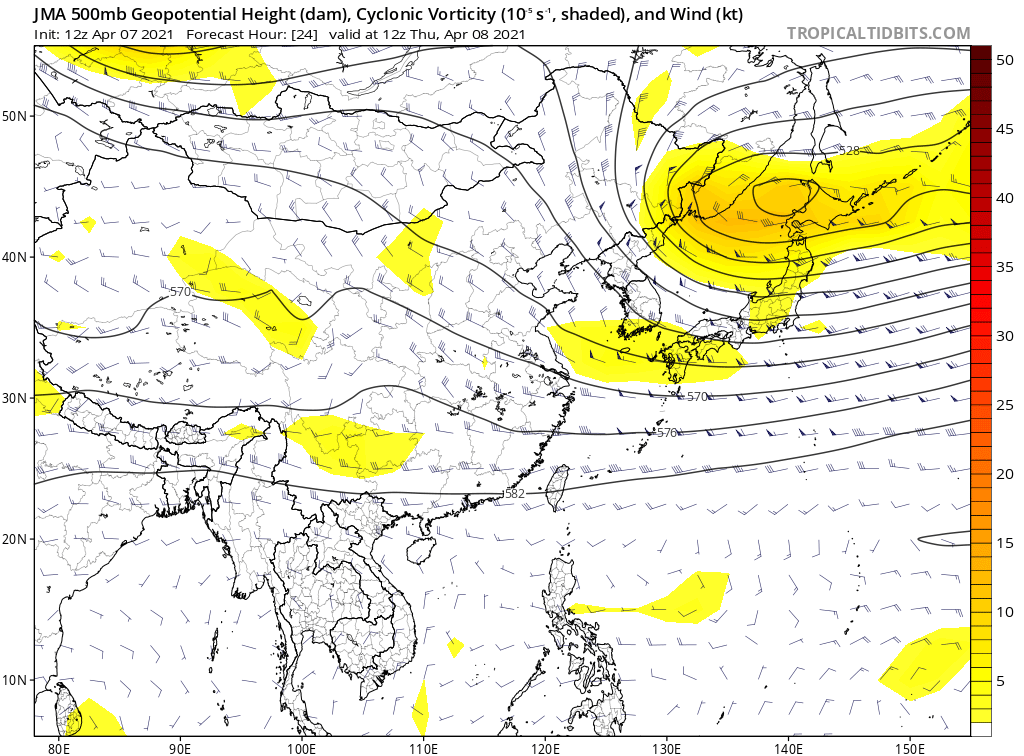 JMA 500mb Geopotential Height (dam), Cyclonic Vorticity (10⁻⁵ s⁻¹, shaded), and Wind (kt)
Init: 12z Apr 07 2021 Forecast Hour: [24] valid at 12z Thu, Apr 08 2021 TROPICALTIDBITS.COM
50
50N
45
528
40
40N
35
570
30
30N
570
25
576
20
582
20N
15
10
10N
5
80E 90E 100E 110E 120E 130E 140E 150E